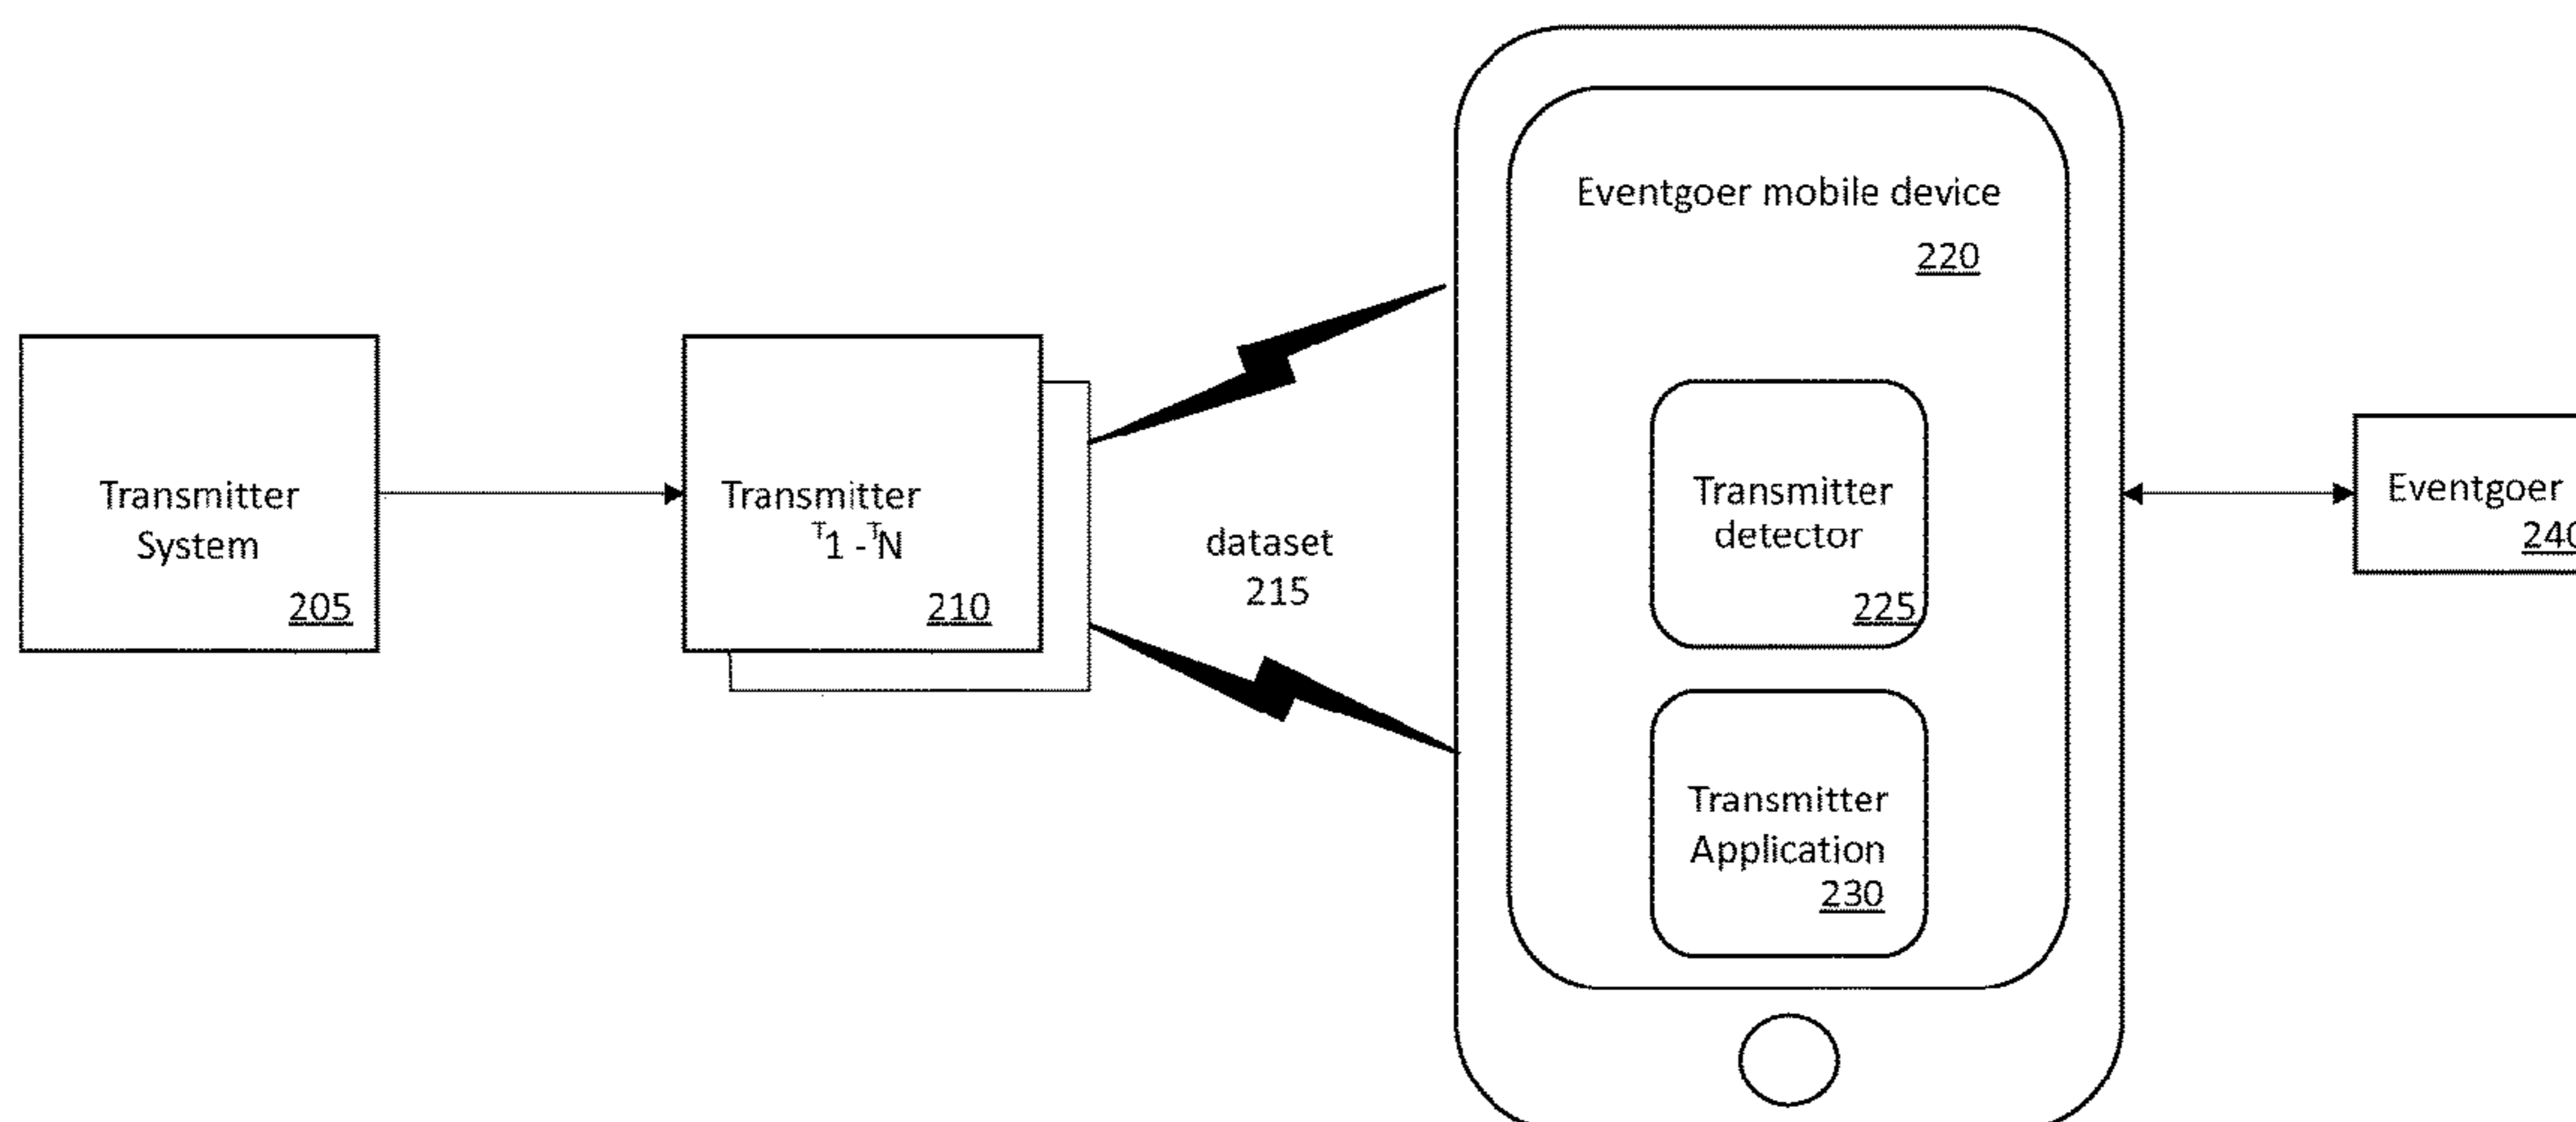 Eventgoer mobile device
220
Transmitter
System
205
Transmitter
T1 - TN
210
dataset
215
Transmitter
detector
225
Transmitter
Application
230
Eventgoer
240